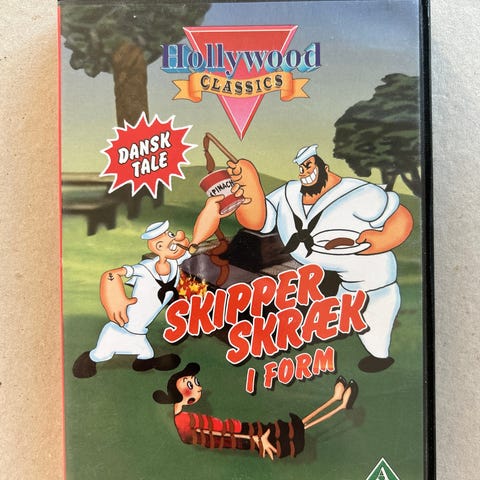 Hollywood
CLASSICS
DANSK
TALE
SPINACH
SKIPPER
SKRÆK
I FORM
A